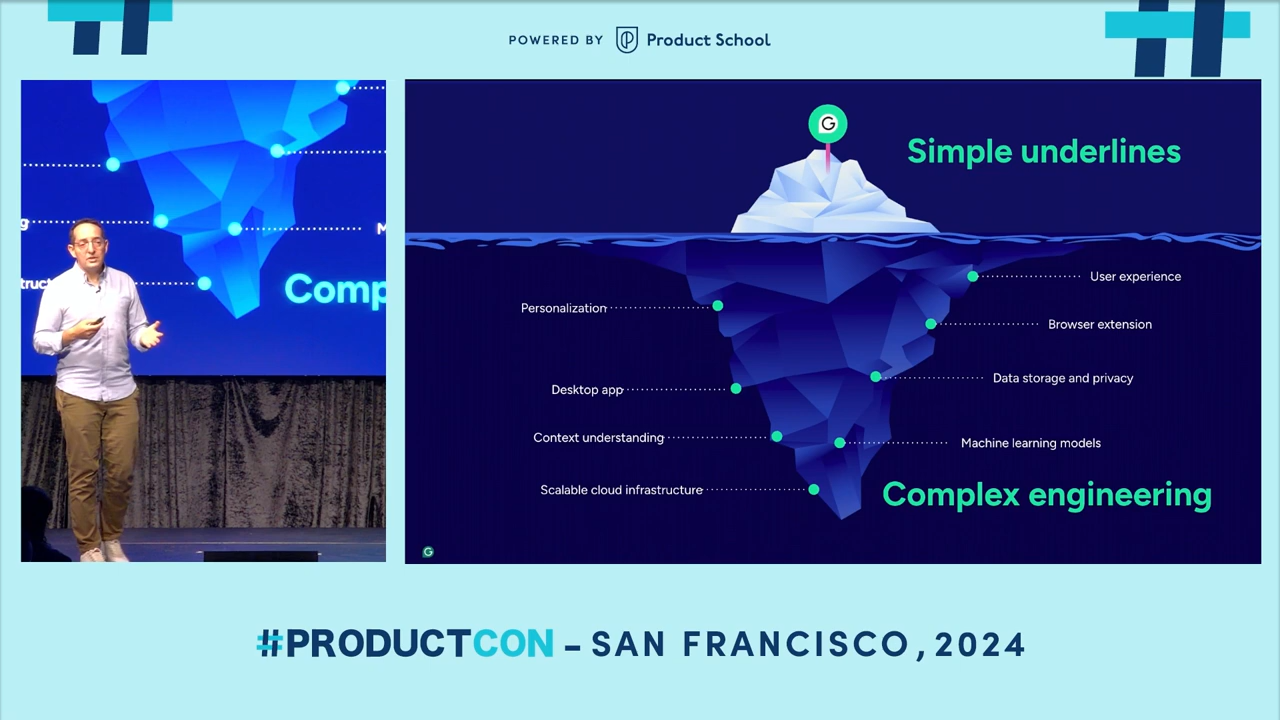 POWERED BY Product School
Comp
Simple underlines
User experience
Personalization
Browser extension
Data storage and privacy
Desktop app
Context understanding
Machine learning models
Scalable cloud infrastructure
Complex engineering
#PRODUCTCON – SAN FRANCISCO, 2024